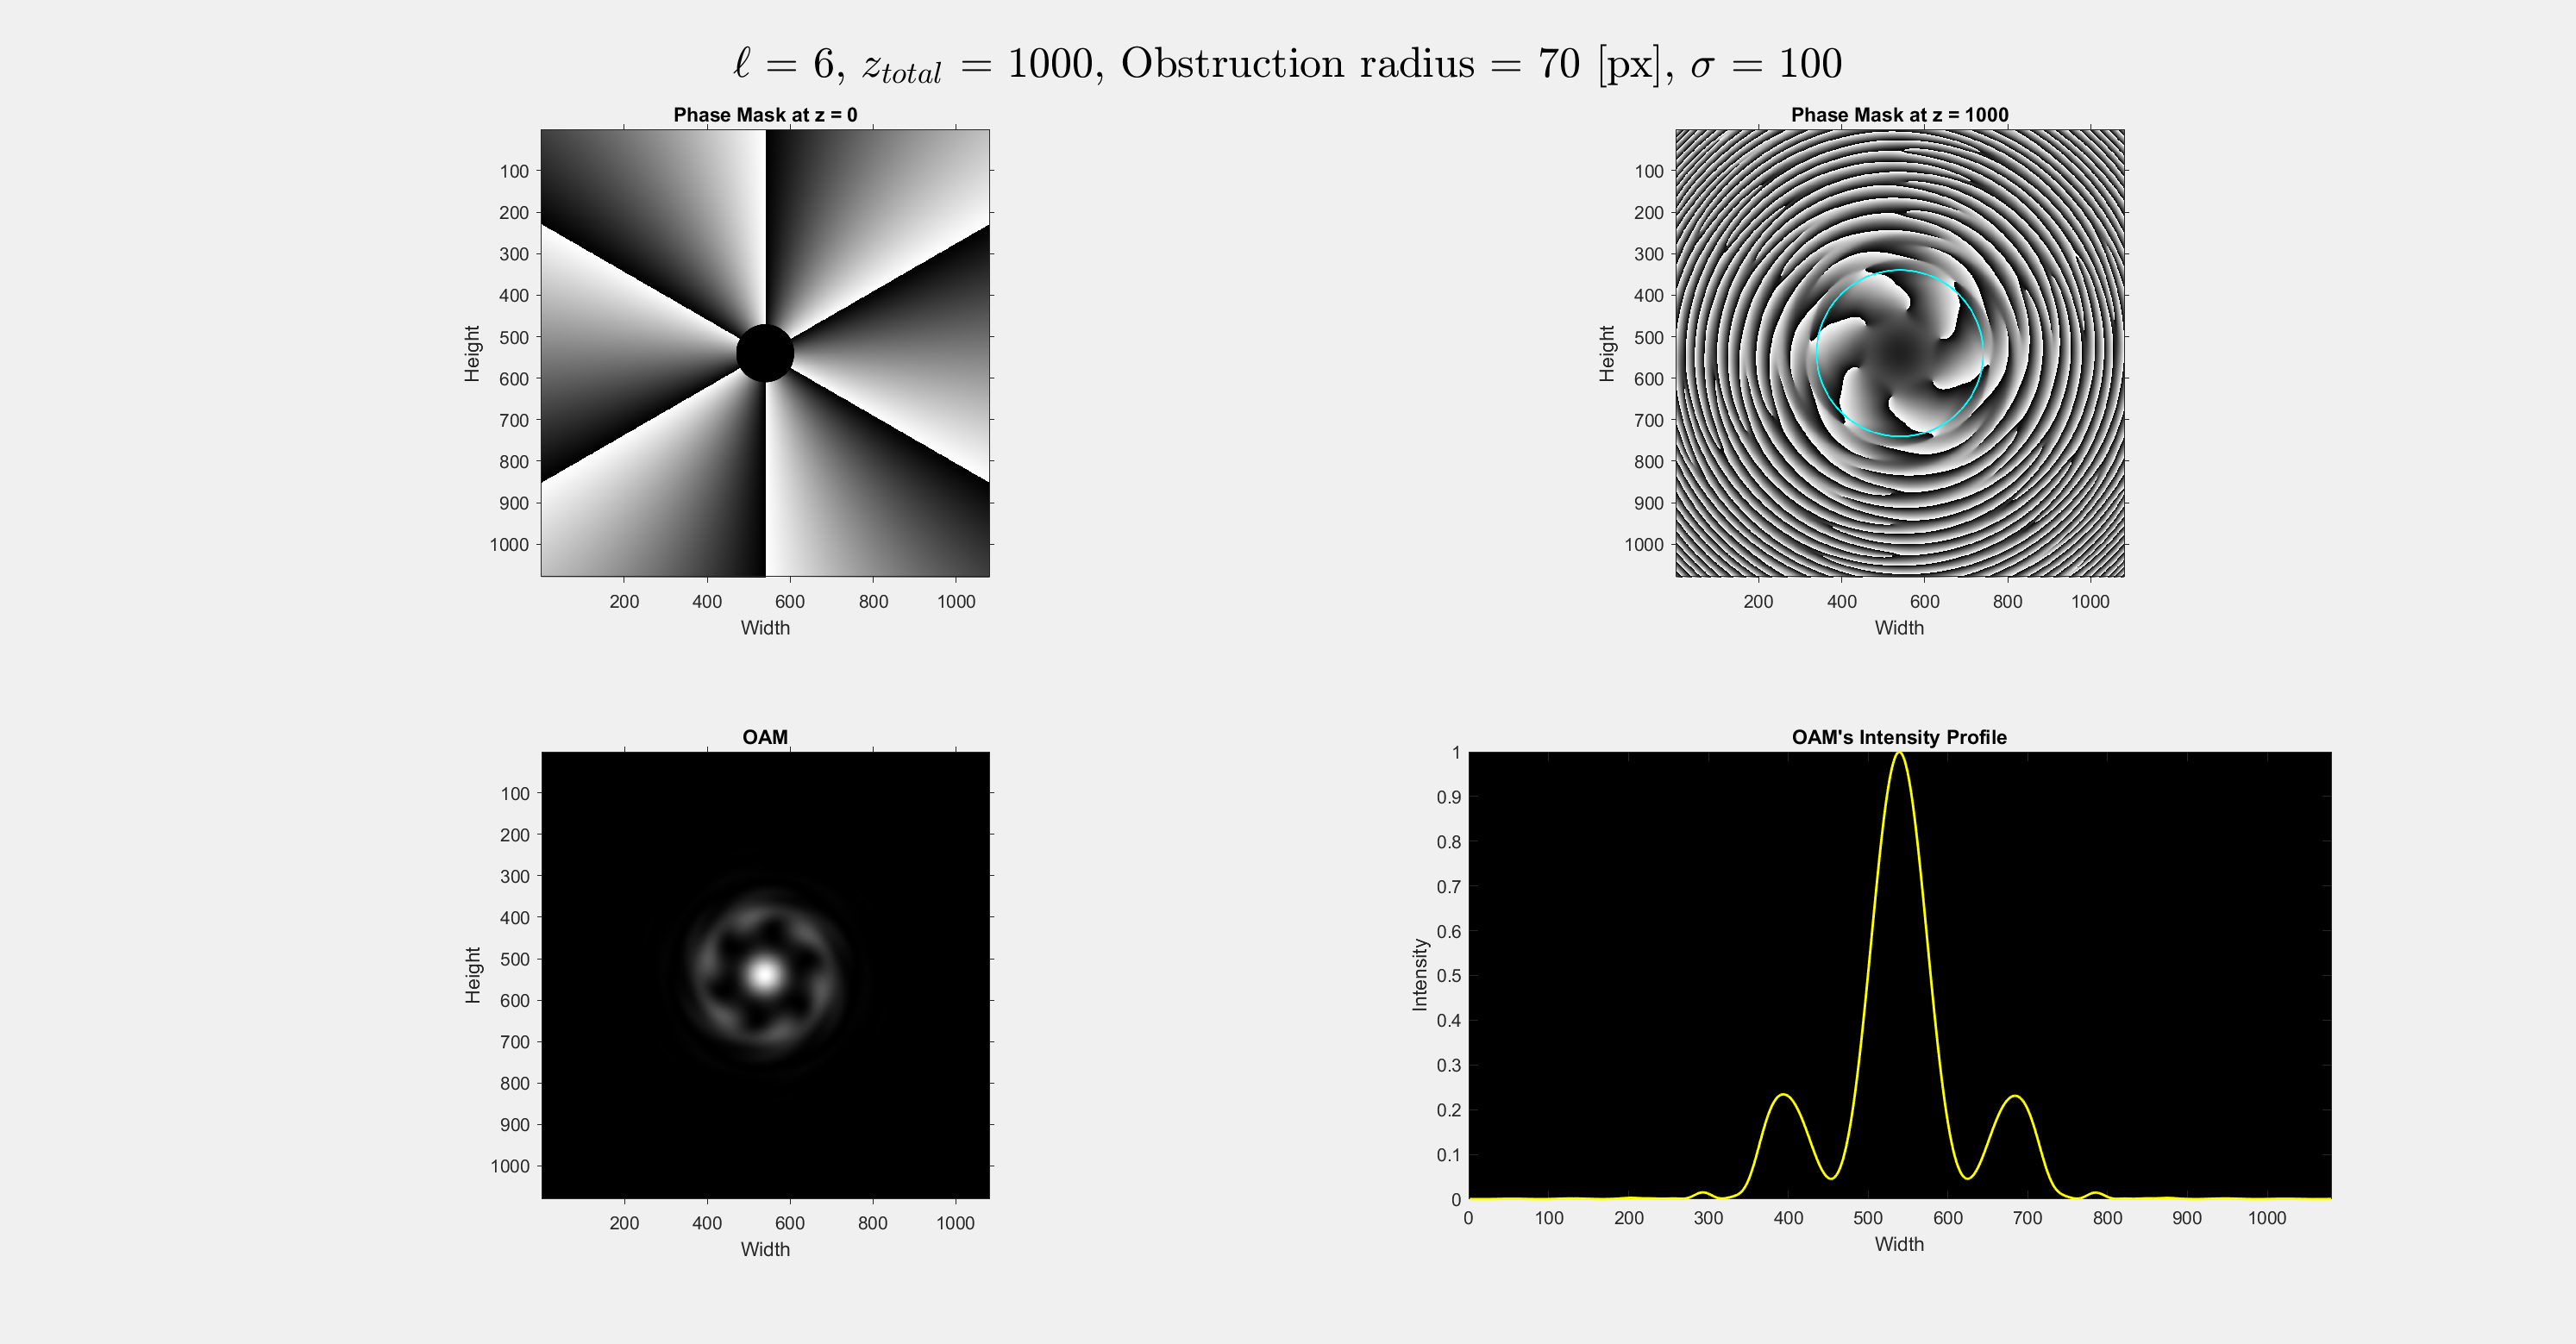 ℓ = 6, z_total = 1000, Obstruction radius = 70 [px], σ = 100
Phase Mask at z = 0
100
200
300
400
500
600
700
800
900
1000
Height
200 400 600 800 1000
Width
Phase Mask at z = 1000
100
200
300
400
500
600
700
800
900
1000
Height
200 400 600 800 1000
Width
OAM
100
200
300
400
500
600
700
800
900
1000
Height
200 400 600 800 1000
Width
OAM's Intensity Profile
1
0.9
0.8
0.7
0.6
0.5
0.4
0.3
0.2
0.1
0
Intensity
0 100 200 300 400 500 600 700 800 900 1000
Width